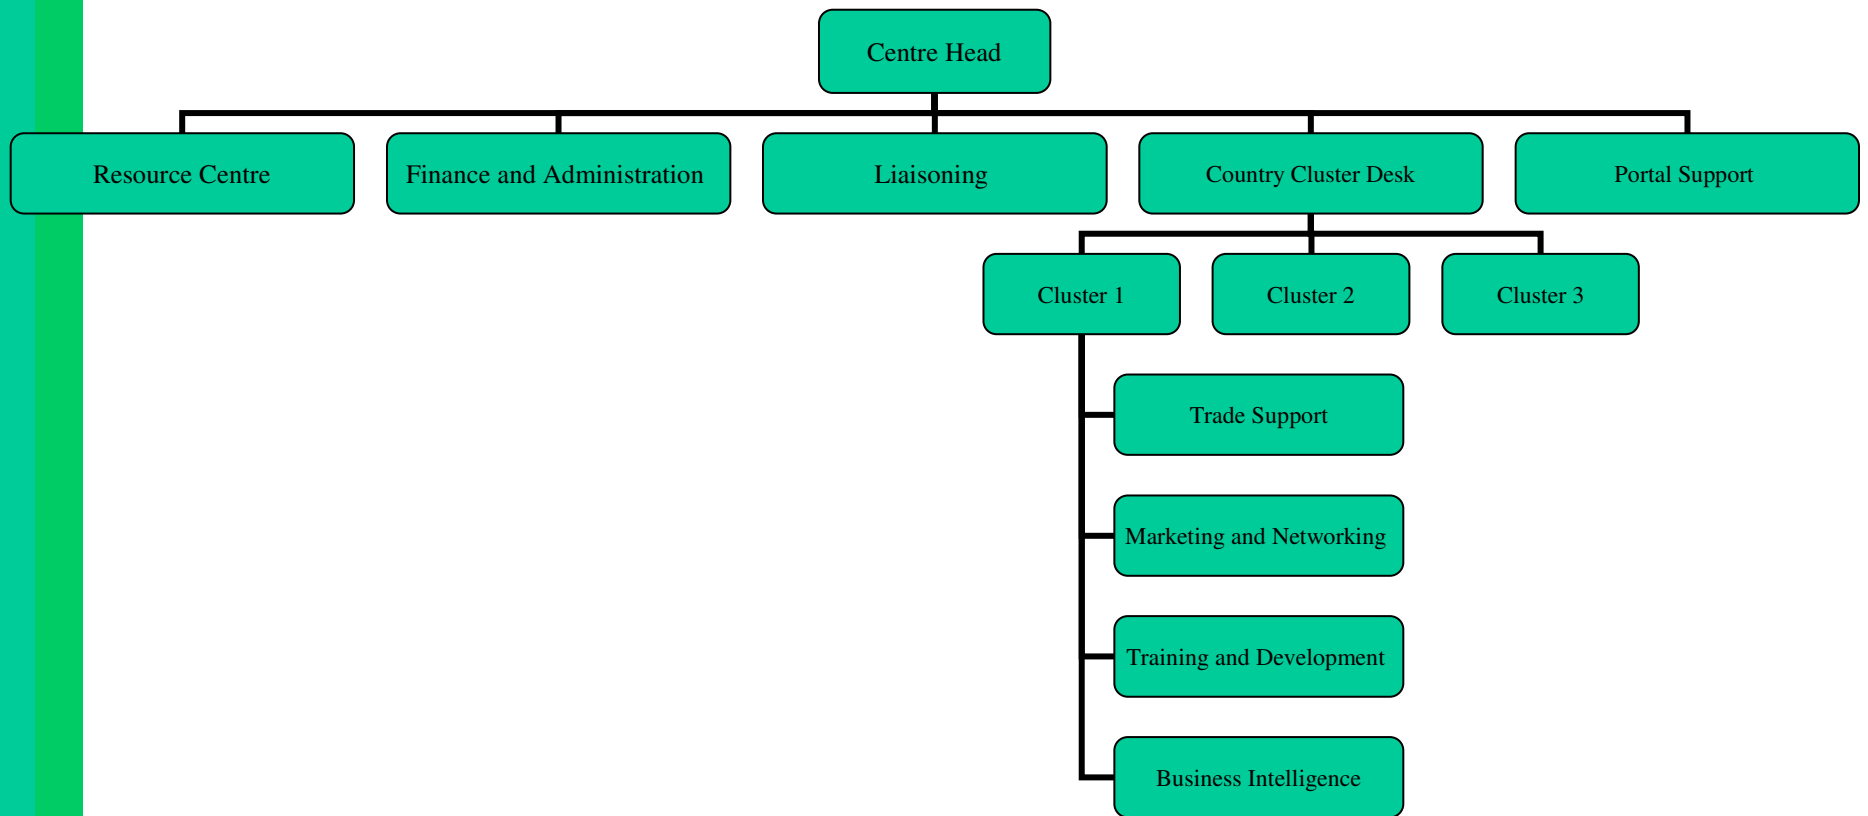 Centre Head
Resource Centre
Finance and Administration
Liaisoning
Country Cluster Desk
Portal Support
Cluster 1
Cluster 2
Cluster 3
Trade Support
Marketing and Networking
Training and Development
Business Intelligence